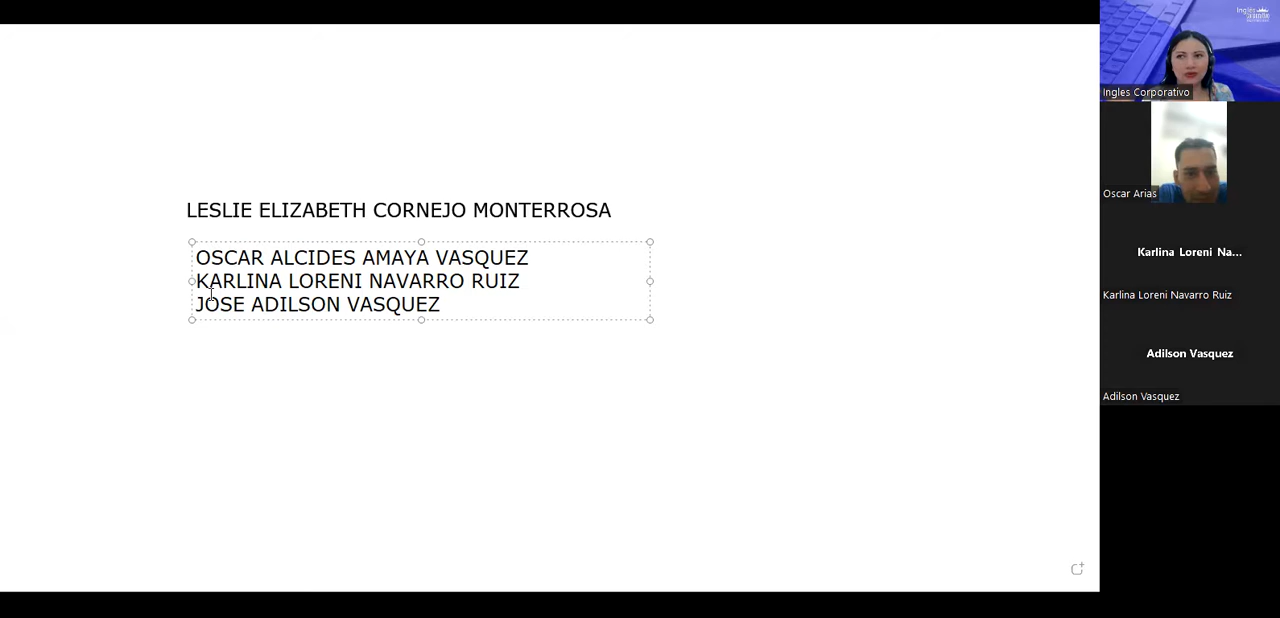 LESLIE ELIZABETH CORNEJO MONTERROSA
OSCAR ALCIDES AMAYA VASQUEZ
KARLINA LORENI NAVARRO RUIZ
JOSE ADILSON VASQUEZ
Ingles
Ingles Corporativo
Oscar Arias
Karlina Loreni Na...
Karlina Loreni Navarro Ruiz
Adilson Vasquez
Adilson Vasquez